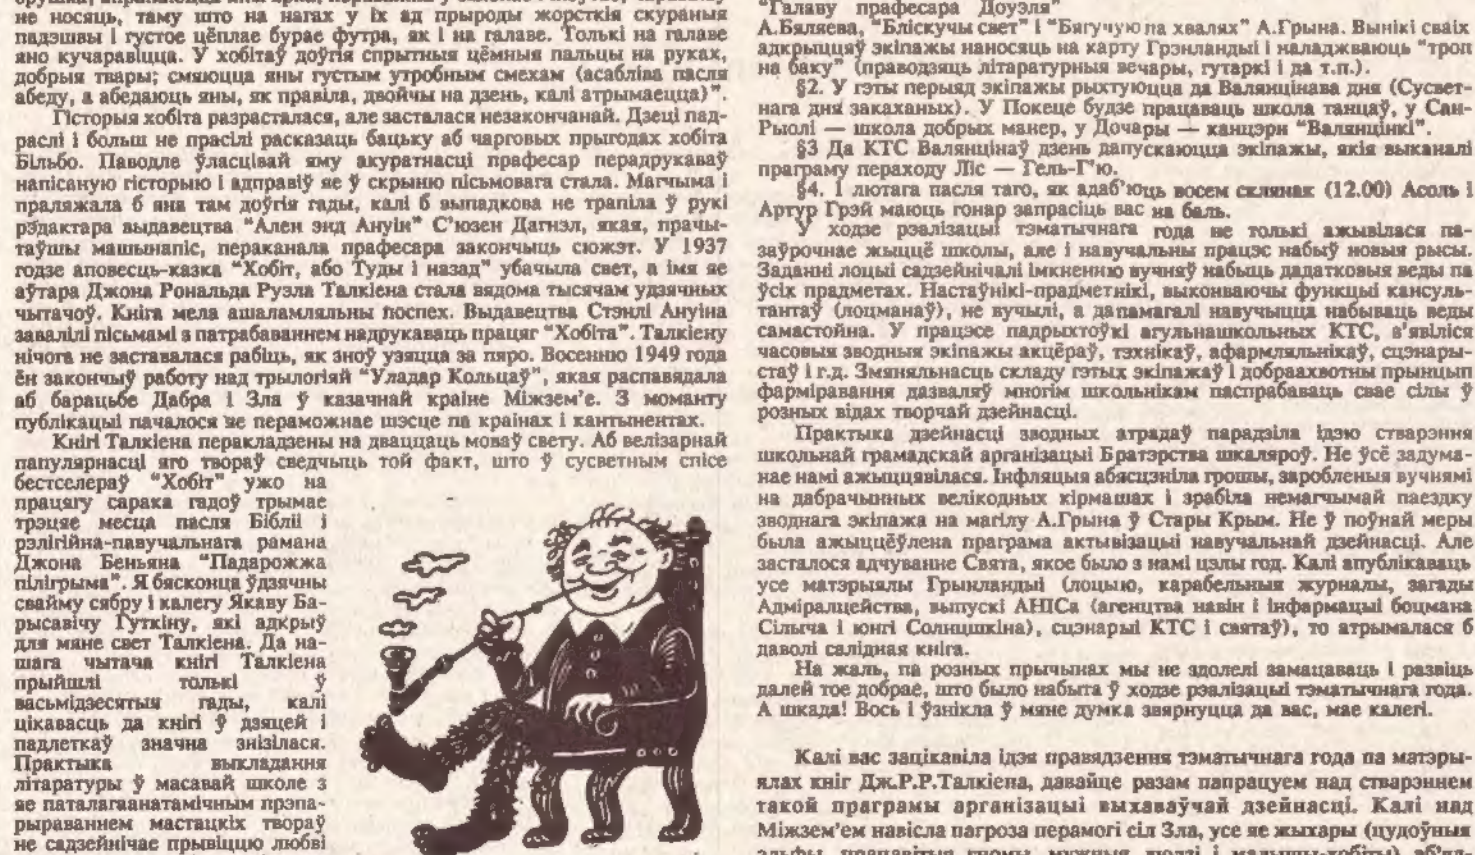 не носяць, таму што на нагах у іх ад прыроды жорсткія скураныя
падэшвы і густое цёплае бурае футра, як і на галаве. Толькі на галаве
яно кучаравіцца. У хобітаў доўгія спрытныя цёмныя пальцы на руках,
добрыя твары; смяюцца яны густым утробным смехам (асабліва пасля
абеду, а абедаюць яны, як правіла, двойчы на дзень, калі атрымаецца)".
Гісторыя хобіта разрасталася, але засталася незакончанай. Дзеці пад-
раслі і больш не прасілі расказаць бацьку аб чарговых прыгодах хобіта
Більбо. Паводле ўласцівай яму акуратнасці прафесар перадрукаваў
напісаную гісторыю і адправіў яе ў скрыню пісьмовага стала. Магчыма і
праляжала б яна там доўгія гады, калі б выпадкова не трапіла ў рукі
рэдактара выдавецтва "Ален энд Ануін" С'юзен Дагнэл, якая, прачы-
таўшы машынапіс, пераканала прафесара закончыць сюжэт. У 1937
годзе аповесць-казка "Хобіт, або Туды і назад" убачыла свет, а імя яе
аўтара Джона Рональда Руэла Талкіена стала вядома тысячам удзячных
чытачоў. Кніга мела ашаламляльны поспех. Выдавецтва Стэнлі Ануіна
завалілі пісьмамі з патрабаваннем надрукаваць працяг "Хобіта". Талкіену
нічога не заставалася рабіць, як зноў узяцца за пяро. Восенню 1949 года
ён закончыў работу над трылогіяй "Уладар Кольцаў", якая распавядала
аб барацьбе Дабра і Зла ў казачнай краіне Міжзем'е. З моманту
публікацыі пачалося яе пераможнае шэсце па краінах і кантынентах.
Кнігі Талкіена перакладзены на дваццаць моваў свету. Аб велізарнай
папулярнасці яго твораў сведчыць той факт, што ў сусветным спісе
бестселераў "Хобіт" ужо на
працягу сарака гадоў трымае
трэцяе месца пасля Бібліі і
рэлігійна-павучальнага рамана
Джона Беньяна "Падарожжа
пілігрыма". Я бясконца ўдзячны
свайму сябру і калегу Якаву Ба-
рысавічу Гуткіну, які адкрыў
для мяне свет Талкіена. Да на-
шага чытача кнігі Талкіена
прыйшлі толькі ў
васьмідзесятыя гады, калі
цікавасць да кнігі ў дзяцей і
падлеткаў значна знізілася.
Практыка выкладання
літаратуры ў масавай школе з
яе паталагаанатамічным прэпа-
рыраваннем мастацкіх твораў
не садзейнічае прывіццю любві
"Галаву прафесара Доуэля"
А.Бяляева, "Бліскучы свет" і "Бягучую па хвалях" А.Грына. Вынікі сваіх
адкрыццяў экіпажы наносяць на карту Грэнландыі і наладжваюць "трэп
на баку" (праводзяць літаратурныя вечары, гутаркі і да т.п.).
§2. У гэты перыяд экіпажы рыхтуюцца да Валянцінава дня (Сусвет-
нага дня закаханых). У Покеце будзе працаваць школа танцаў, у Сан-
Рыолі — школа добрых манер, у Дочары — канцэрн "Валянцінкі".
§3 Да КТС Валянцінаў дзень дапускаюцца экіпажы, якія выканалі
праграму пераходу Ліс — Гель-Г'ю.
§4. 1 лютага пасля таго, як адаб'юць восем склянак (12.00) Асоль і
Артур Грэй маюць гонар запрасіць вас на баль.
У ходзе рэалізацыі тэматычнага года не толькі ажывілася па-
заўрочнае жыццё школы, але і навучальны працэс набыў новыя рысы.
Заданні лоцыі садзейнічалі імкненню вучняў набыць дадатковыя веды па
ўсіх прадметах. Настаўнікі-прадметнікі, выконваючы функцыі кансуль-
тантаў (лоцманаў), не вучылі, а дапамагалі навучыцца набываць веды
самастойна. У працэсе падрыхтоўкі агульнашкольных КТС, з'явіліся
часовыя зводныя экіпажы акцёраў, тэхнікаў, афармляльнікаў, сцэнары-
стаў і г.д. Змяняльнасць складу гэтых экіпажаў і добраахвотны прынцып
фарміравання дазваляў многім школьнікам паспрабаваць свае сілы ў
розных відах творчай дзейнасці.
Практыка дзейнасці зводных атрадаў парадзіла ідэю стварэння
школьнай грамадскай арганізацыі Братэрства шкаляроў. Не ўсё задума-
нае намі ажыццявілася. Інфляцыя абясцэніла грошы, заробленыя вучнямі
на дабрачынных велікодных кірмашах і зрабіла немагчымай паездку
зводнага экіпажа на магілу А.Грына ў Стары Крым. Не ў поўнай меры
была ажыццёўлена праграма актывізацыі навучальнай дзейнасці. Але
засталося адчуванне Свята, якое было з намі цэлы год. Калі апублікаваць
усе матэрыялы Грынландыі (лоцыю, карабельныя журналы, загады
Адміралцейства, выпускі АНІСа (агенцтва навін і інфармацыі боцмана
Сільіча і юнгі Солнцшкіна), сцэнарыі КТС і святаў), то атрымалася б
даволі салідная кніга.
На жаль, па розных прычынах мы не здолелі замацаваць і развіць
далей тое добрае, што было набыта ў ходзе рэалізацыі тэматычнага года.
А шкада! Вось і ўзнікла ў мяне думка звярнуцца да вас, мае калегі.
Калі вас зацікавіла ідэя правядзення тэматычнага года па матэры-
ялах кніг Дж.Р.Р.Талкіена, давайце разам папрацуем над стварэннем
такой праграмы арганізацыі выхаваўчай дзейнасці. Калі над
Міжзем'ем навісла пагроза перамогі сіл Зла, усе яе жыхары (цудоўныя